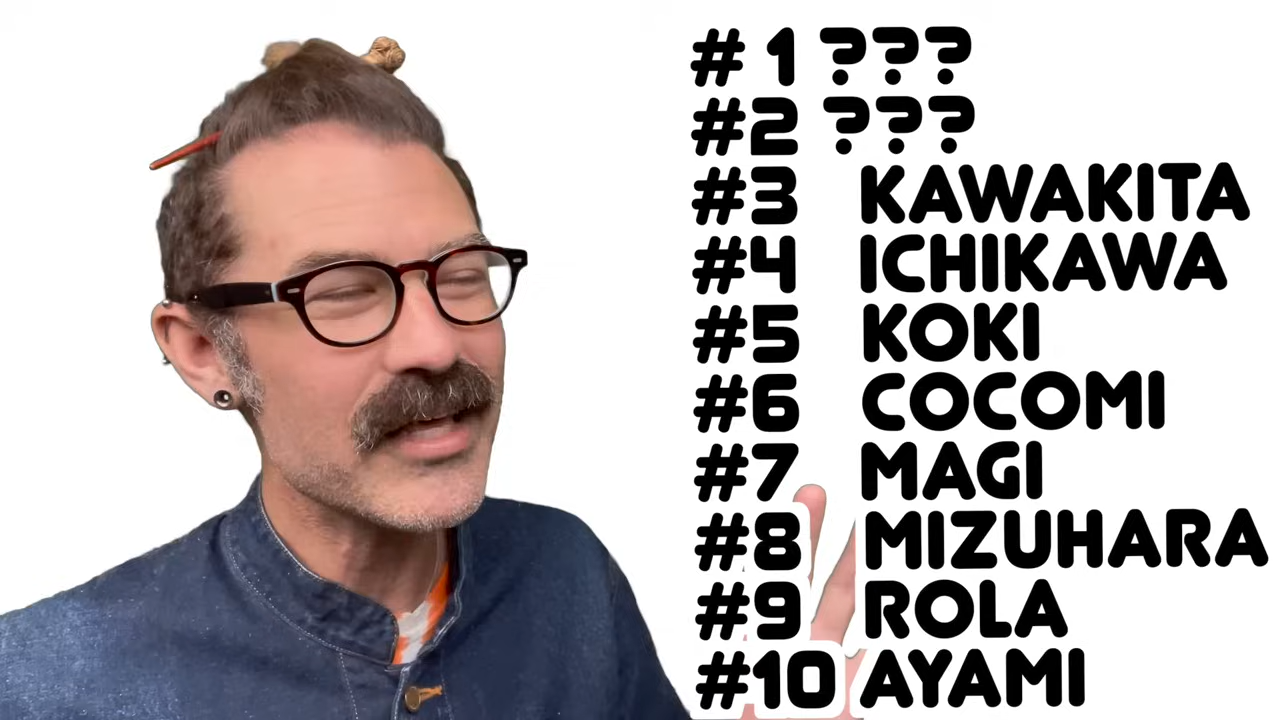 # 1 ???
#2 ???
#3 KAWAKITA
#4 ICHIKAWA
#5 KOKI
#6 COCOMI
#7 MAGI
#8 MIZUHARA
#9 ROLA
#10 AYAMI